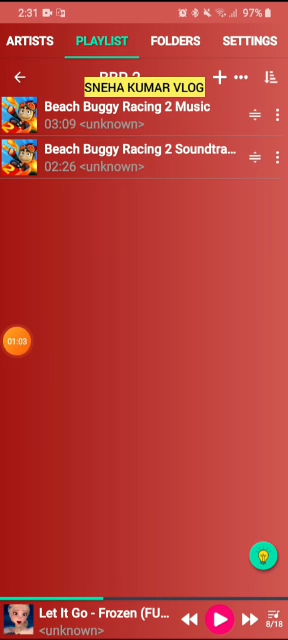 2:31 97%
ARTISTS PLAYLIST FOLDERS SETTINGS
SNEHA KUMAR VLOG
Beach Buggy Racing 2 Music
03:09 <unknown>
Beach Buggy Racing 2 Soundtra...
02:26 <unknown>
01:03
Let It Go - Frozen (FU...
<unknown>
8/18